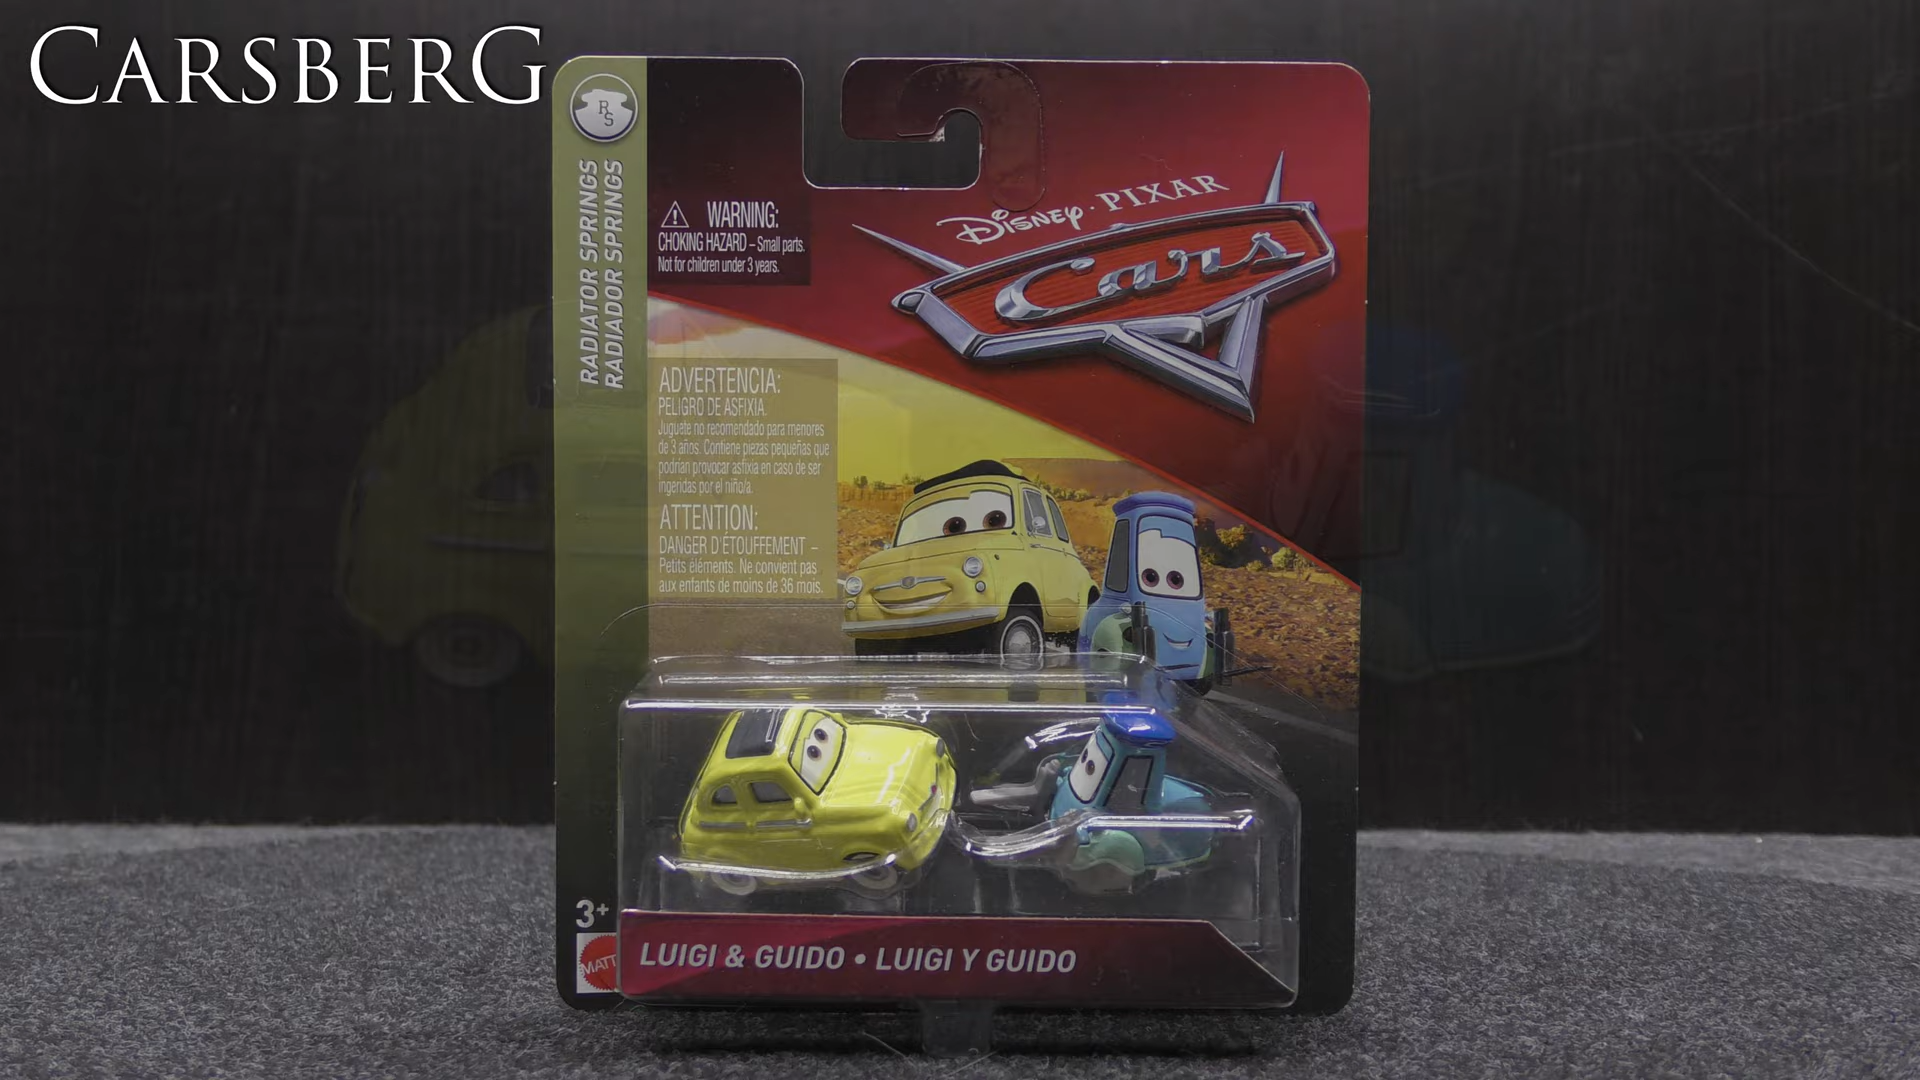 CARSBERG
RS
RADIATOR SPRINGS
RADIADOR SPRINGS
WARNING:
CHOKING HAZARD – Small parts.
Not for children under 3 years.
DISNEY · PIXAR
Cars
ADVERTENCIA:
PELIGRO DE ASFIXIA.
Juguete no recomendado para menores
de 3 años. Contiene piezas pequeñas que
podrían provocar asfixia en caso de ser
ingeridas por el niño/a.
ATTENTION:
DANGER D'ÉTOUFFEMENT –
Petits éléments. Ne convient pas
aux enfants de moins de 36 mois.
3+
MATT
LUIGI & GUIDO • LUIGI Y GUIDO